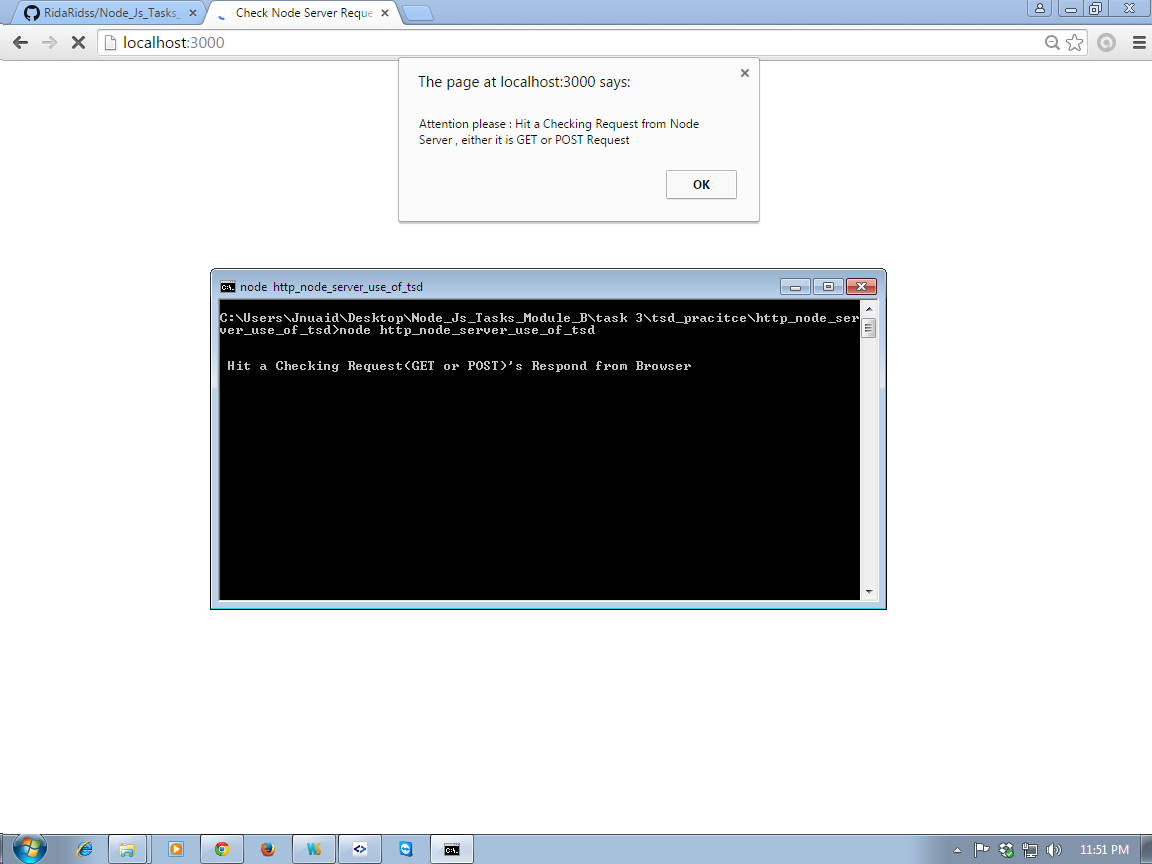 RidaRidss/Node_Js_Tasks_
Check Node Server Reque
localhost:3000
The page at localhost:3000 says:
Attention please : Hit a Checking Request from Node
Server , either it is GET or POST Request
OK
node http_node_server_use_of_tsd
C:\Users\Jnuaid\Desktop\Node_Js_Tasks_Module_B\task 3\tsd_pracitce\http_node_ser
ver_use_of_tsd>node http_node_server_use_of_tsd
Hit a Checking Request(GET or POST)'s Respond from Browser
11:51 PM